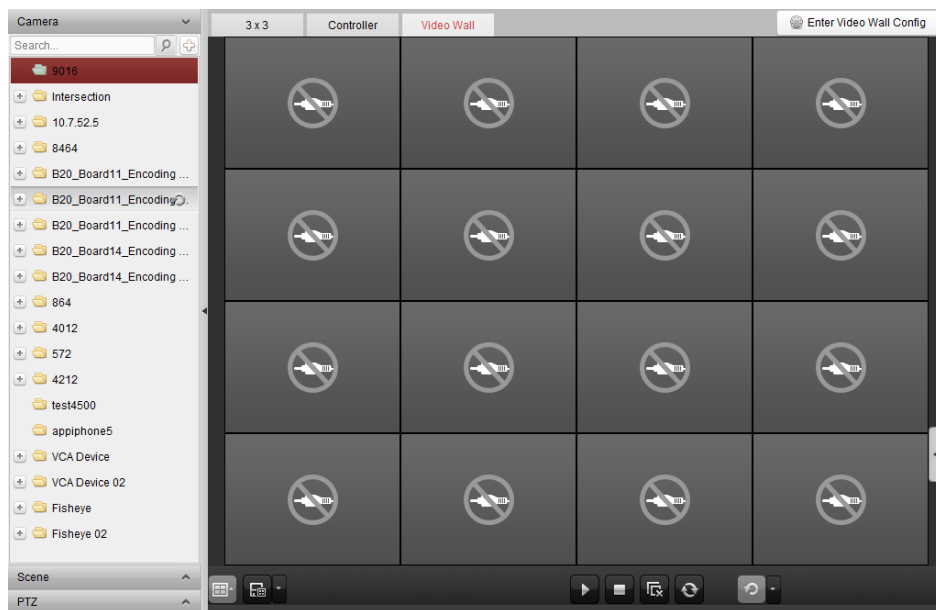 Camera
3 x 3
Controller
Video Wall
Enter Video Wall Config
Search...
9016
Intersection
10.7.52.5
8464
B20_Board11_Encoding ...
B20_Board11_Encoding ...
B20_Board11_Encoding ...
B20_Board14_Encoding ...
B20_Board14_Encoding ...
864
4012
572
4212
test4500
appiphone5
VCA Device
VCA Device 02
Fisheye
Fisheye 02
Scene
PTZ